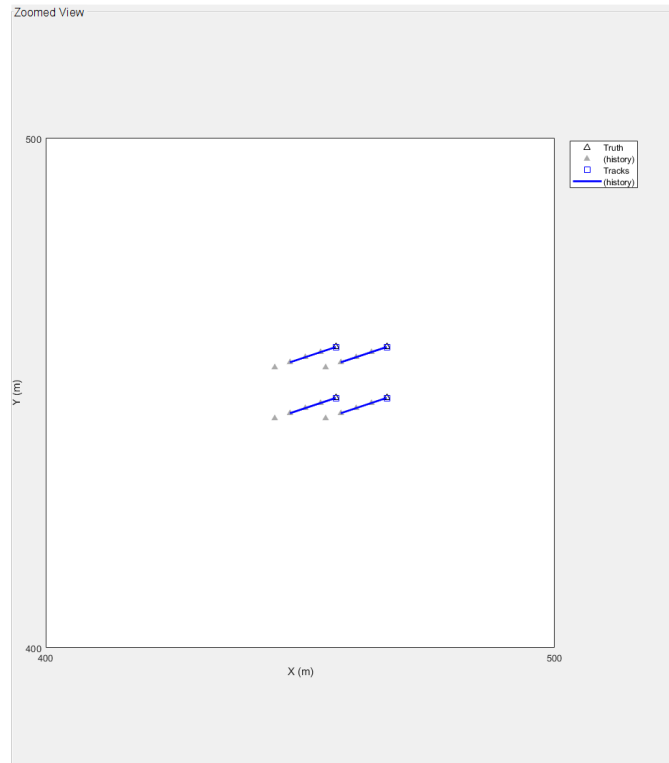 Zoomed View
500
Truth
(history)
Tracks
(history)
Y (m)
400
400
500
X (m)